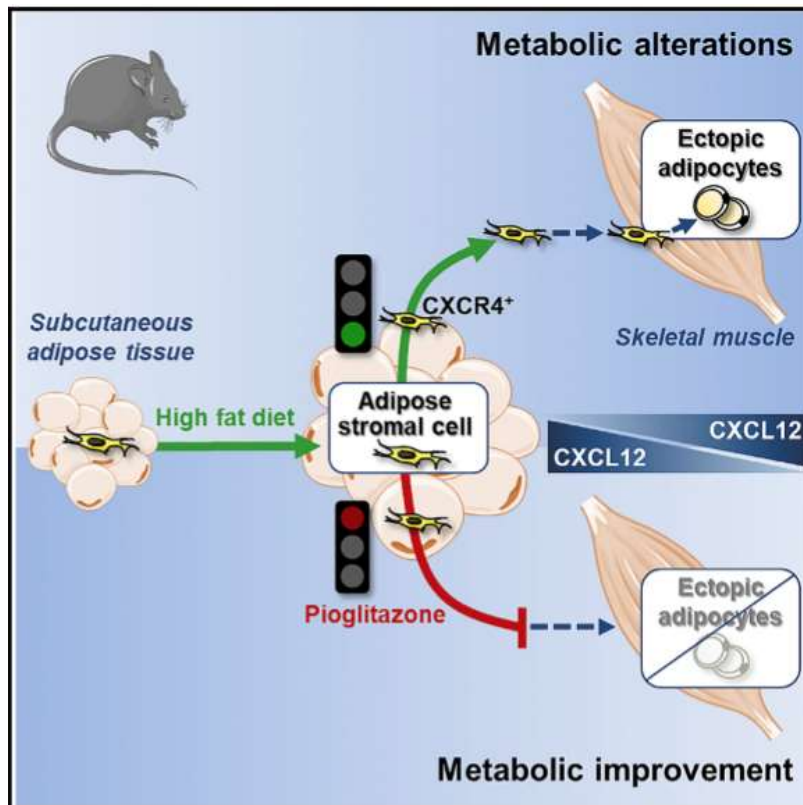 Metabolic alterations
Ectopic
adipocytes
CXCR4⁺
Subcutaneous
adipose tissue
Skeletal muscle
High fat diet
Adipose
stromal cell
CXCL12
CXCL12
Pioglitazone
Ectopic
adipocytes
Metabolic improvement